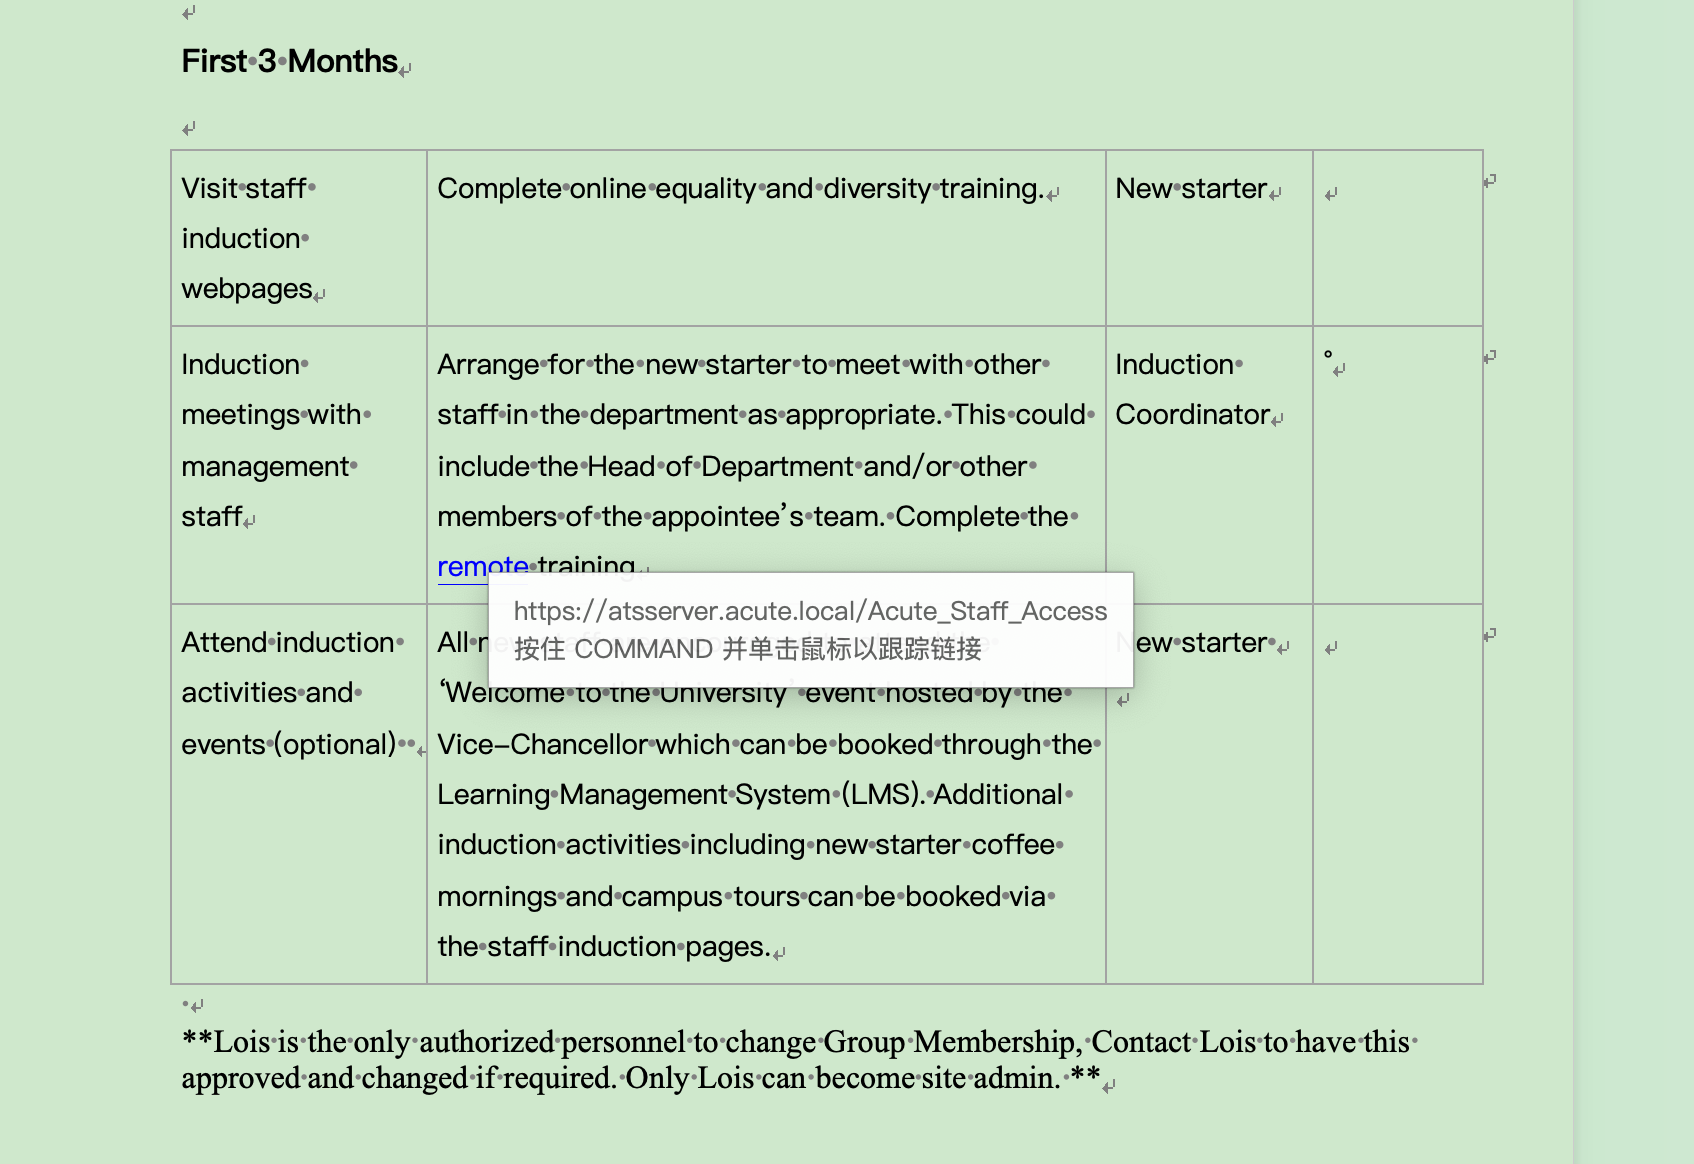 First 3 Months
Visit staff
induction
webpages
Complete online equality and diversity training.
New starter
Induction
meetings with
management
staff
Arrange for the new starter to meet with other
staff in the department as appropriate. This could
include the Head of Department and/or other
members of the appointee’s team. Complete the
remote training.
Induction
Coordinator
https://atsserver.acute.local/Acute_Staff_Access
按住 COMMAND 并单击鼠标以跟踪链接
Attend induction
activities and
events (optional)
All new staff
‘Welcome to the University’ event hosted by the
Vice–Chancellor which can be booked through the
Learning Management System (LMS). Additional
induction activities including new starter coffee
mornings and campus tours can be booked via
the staff induction pages.
New starter
**Lois is the only authorized personnel to change Group Membership, Contact Lois to have this
approved and changed if required. Only Lois can become site admin. **